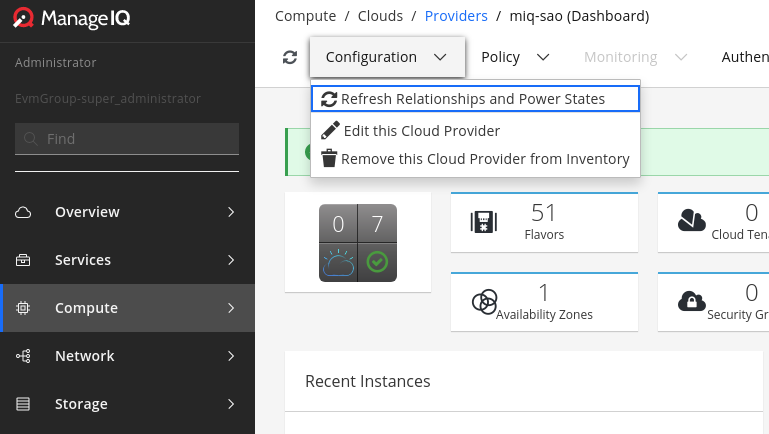 ManageIQ
Compute / Clouds / Providers / miq-sao (Dashboard)
Administrator
EvmGroup-super_administrator
Find
Configuration
Policy
Monitoring
Authen
Refresh Relationships and Power States
Edit this Cloud Provider
Remove this Cloud Provider from Inventory
Overview
Services
Compute
Network
Storage
0 7
51
Flavors
0
Cloud Tena
1
Availability Zones
0
Security Gr
Recent Instances